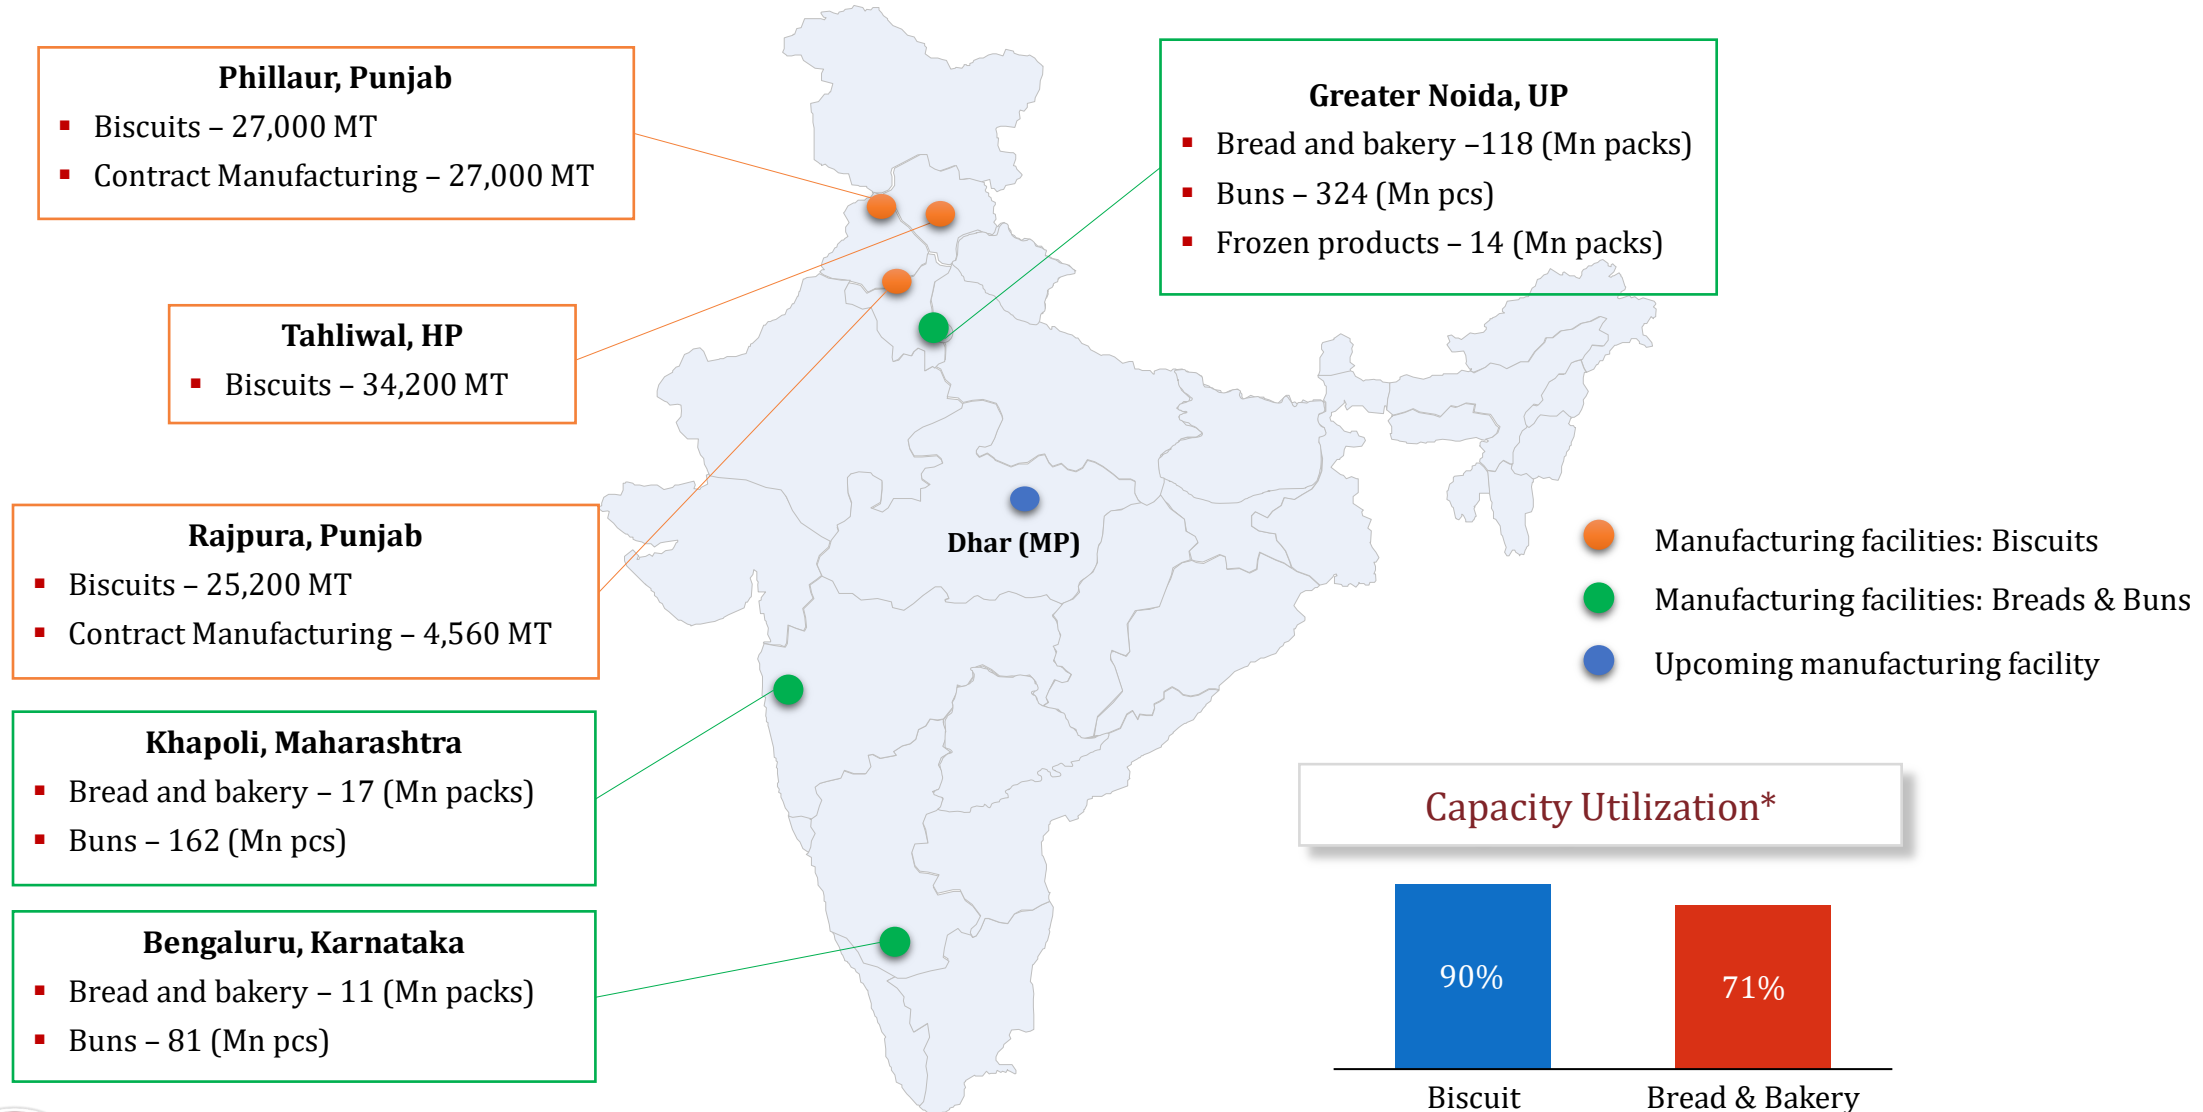 Phillaur, Punjab
▪ Biscuits – 27,000 MT
▪ Contract Manufacturing – 27,000 MT
Greater Noida, UP
▪ Bread and bakery –118 (Mn packs)
▪ Buns – 324 (Mn pcs)
▪ Frozen products – 14 (Mn packs)
Tahliwal, HP
▪ Biscuits – 34,200 MT
Rajpura, Punjab
▪ Biscuits – 25,200 MT
▪ Contract Manufacturing – 4,560 MT
Dhar (MP)
Manufacturing facilities: Biscuits
Manufacturing facilities: Breads & Buns
Upcoming manufacturing facility
Khapoli, Maharashtra
▪ Bread and bakery – 17 (Mn packs)
▪ Buns – 162 (Mn pcs)
Bengaluru, Karnataka
▪ Bread and bakery – 11 (Mn packs)
▪ Buns – 81 (Mn pcs)
Capacity Utilization*
90%
71%
Biscuit
Bread & Bakery